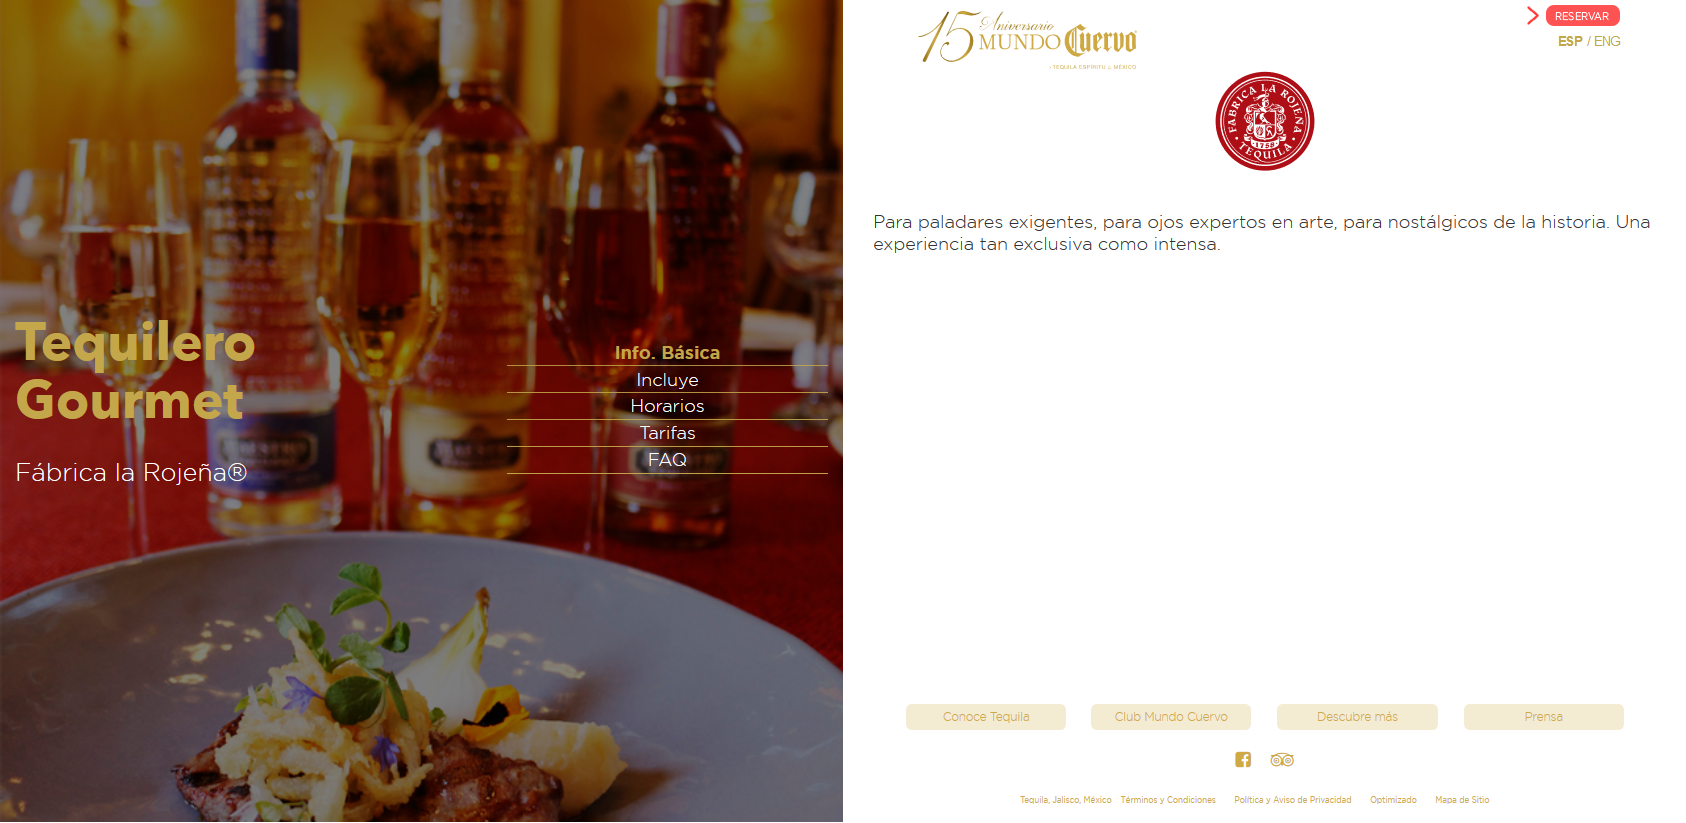 Tequilero
Gourmet
Fábrica la Rojeña®
Info. Básica
Incluye
Horarios
Tarifas
FAQ
15 Aniversario
MUNDO Cuervo
TEQUILA ESPÍRITU DE MÉXICO
RESERVAR
ESP / ENG
FABRICA LA ROJEÑA
1758
TEQUILA
Para paladares exigentes, para ojos expertos en arte, para nostálgicos de la historia. Una
experiencia tan exclusiva como intensa.
Conoce Tequila
Club Mundo Cuervo
Descubre más
Prensa
Tequila, Jalisco, México Términos y Condiciones Política y Aviso de Privacidad Optimizado Mapa de Sitio